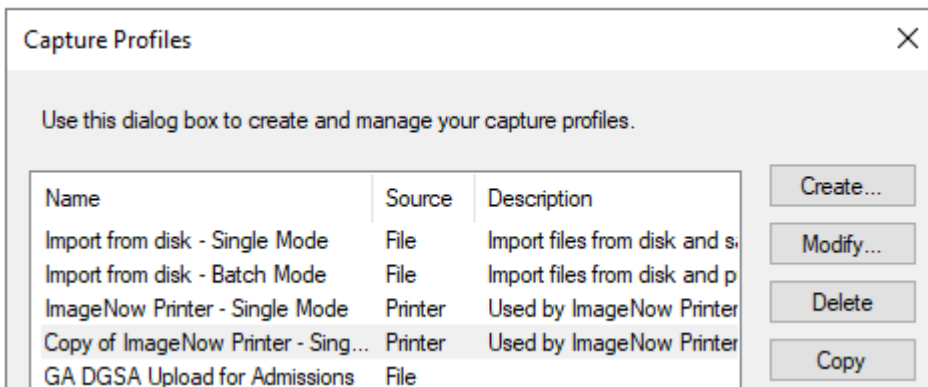 Capture Profiles
Use this dialog box to create and manage your capture profiles.
Name Source Description
Import from disk - Single Mode File Import files from disk and sa
Import from disk - Batch Mode File Import files from disk and p
ImageNow Printer - Single Mode Printer Used by ImageNow Printer
Copy of ImageNow Printer - Sing... Printer Used by ImageNow Printer
GA DGSA Upload for Admissions File
Create...
Modify...
Delete
Copy